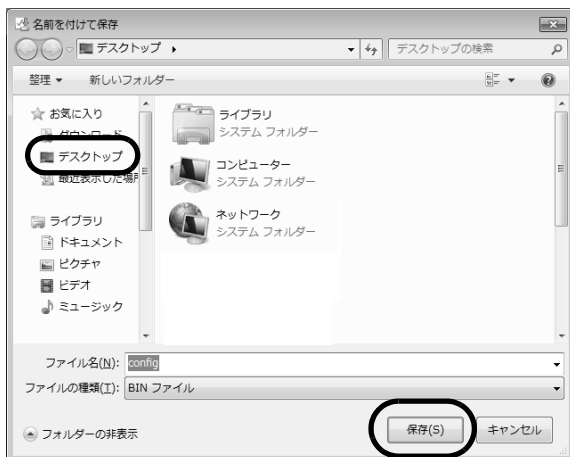 名前を付けて保存
デスクトップ
デスクトップの検索
整理 新しいフォルダー
お気に入り
ダウンロード
デスクトップ
最近表示した場所
ライブラリ
ドキュメント
ピクチャ
ビデオ
ミュージック
ライブラリ
システム フォルダー
コンピューター
システム フォルダー
ネットワーク
システム フォルダー
ファイル名(N): config
ファイルの種類(T): BIN ファイル
フォルダーの非表示
保存(S) キャンセル